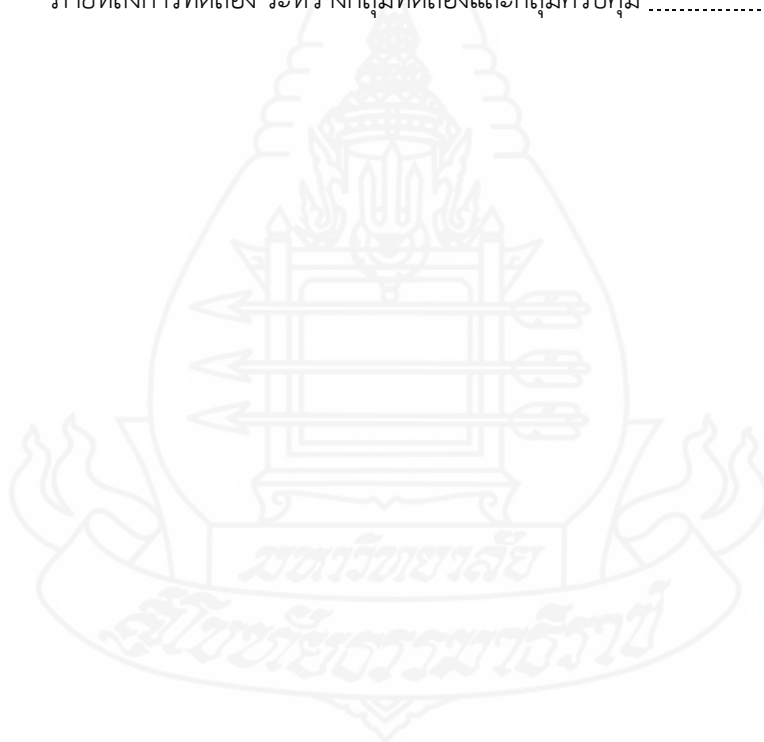 ภายหลังการทดลอง ระหว่างกลุ่มทดลองและกลุ่มควบคุม ................
มหาวิทยาลัย
สุโขทัยธรรมาธิราช